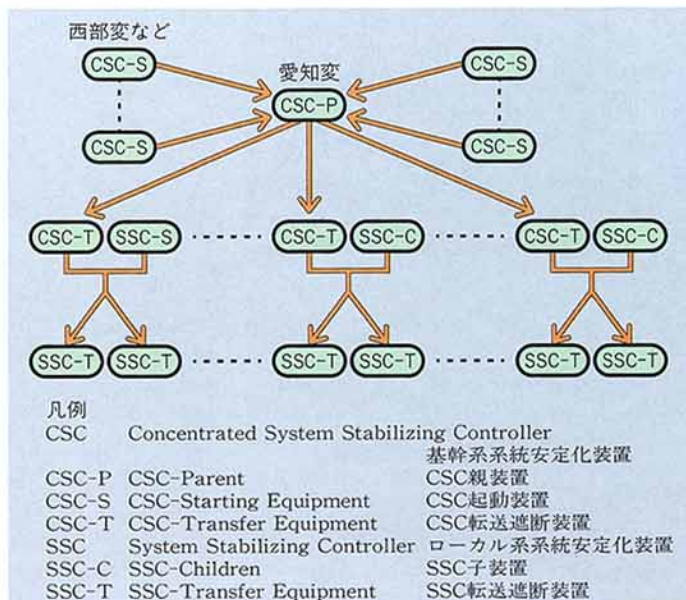 西部変など
CSC-S
愛知変
CSC-S
CSC-P
CSC-S
CSC-S
CSC-T SSC-S CSC-T SSC-C CSC-T SSC-C
SSC-T SSC-T SSC-T SSC-T SSC-T SSC-T
凡例
CSC Concentrated System Stabilizing Controller
基幹系系統安定化装置
CSC-P CSC-Parent CSC親装置
CSC-S CSC-Starting Equipment CSC起動装置
CSC-T CSC-Transfer Equipment CSC転送遮断装置
SSC System Stabilizing Controller ローカル系系統安定化装置
SSC-C SSC-Children SSC子装置
SSC-T SSC-Transfer Equipment SSC転送遮断装置